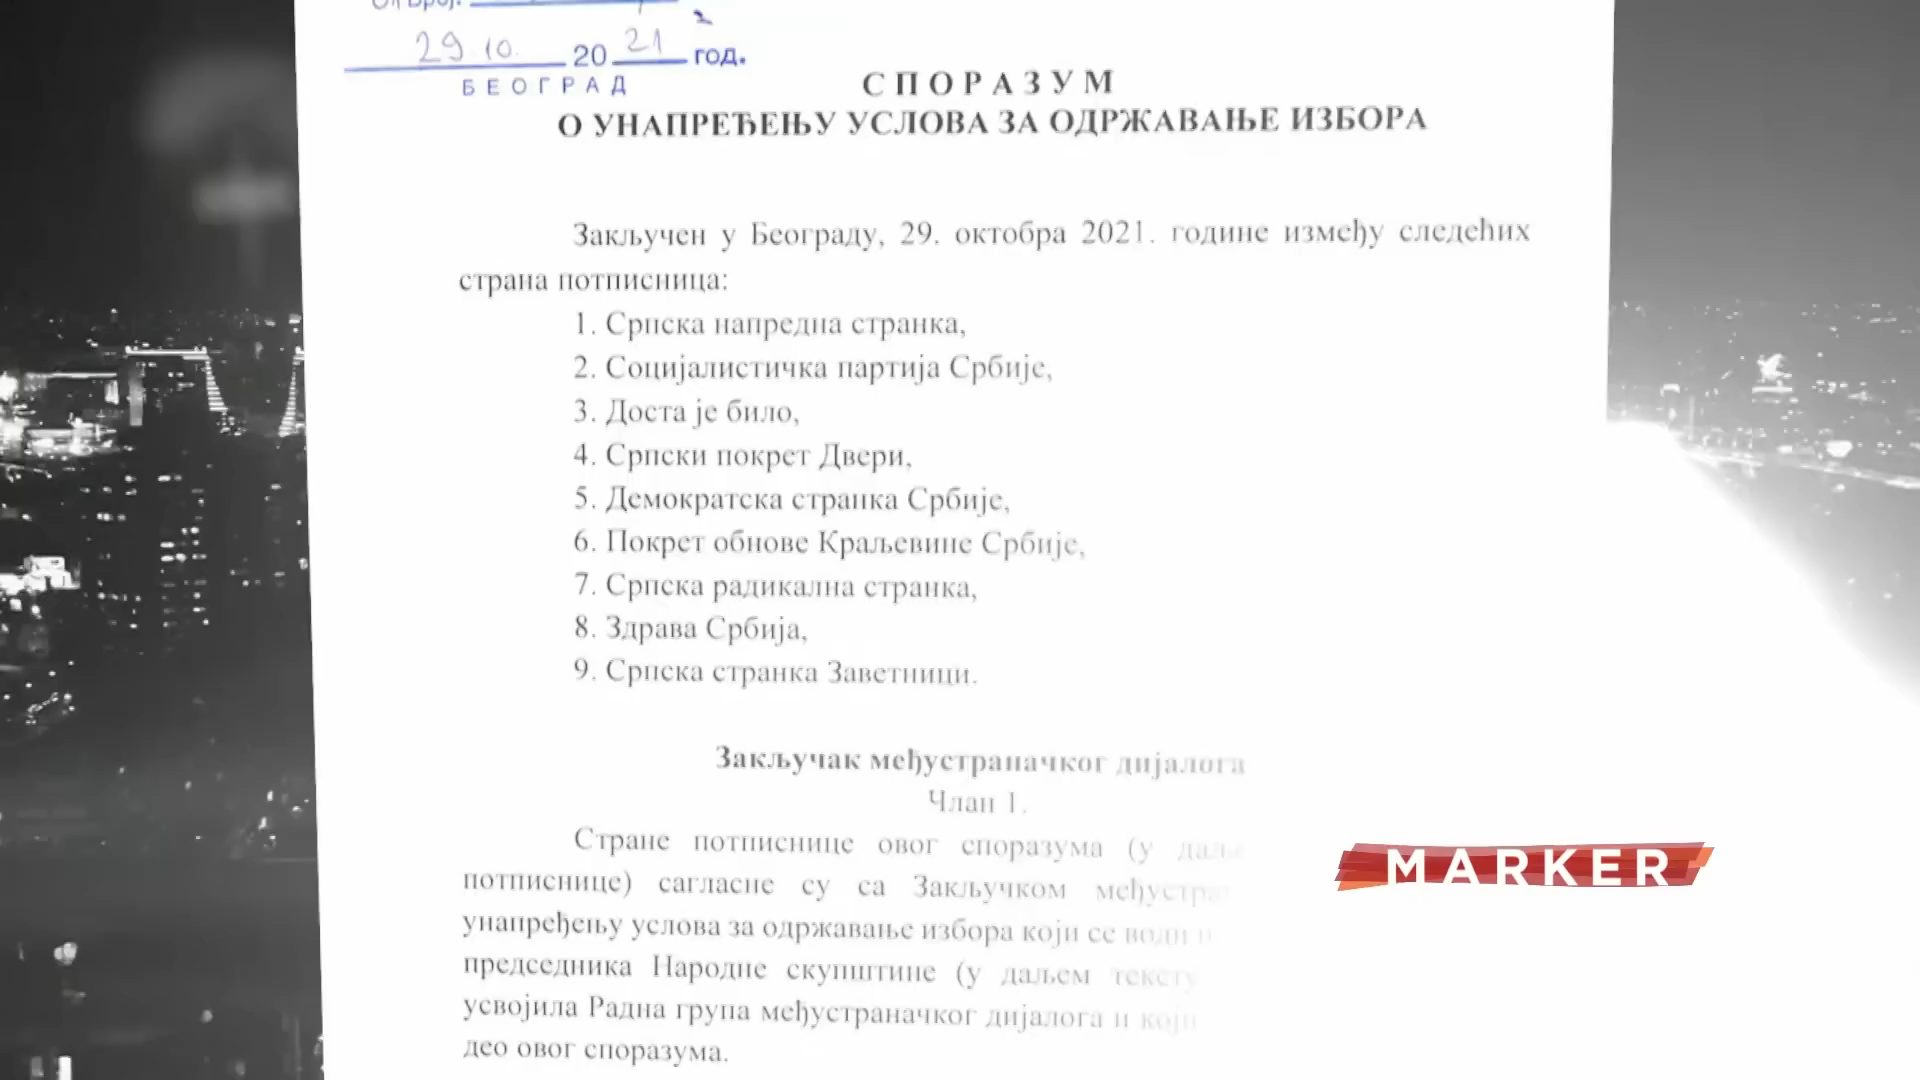 29 10. 2021 год.
БЕОГРАД
СПОРАЗУМ
О УНАПРЕЂЕЊУ УСЛОВА ЗА ОДРЖАВАЊЕ ИЗБОРА
Закључен у Београду, 29. октобра 2021. године између следећих
страна потписница:
1. Српска напредна странка,
2. Социјалистичка партија Србије,
3. Доста је било,
4. Српски покрет Двери,
5. Демократска странка Србије,
6. Покрет обнове Краљевине Србије,
7. Српска радикална странка,
8. Здрава Србија,
9. Српска странка Заветници.
Закључак међустраначког дијалога
Члан 1.
Стране потписнице овог споразума (у
потписнице) сагласне су са Закључком
унапређењу услова за одржавање избора који се води
председника Народне скупштине (у даљем тексту
усвојила Радна група међустраначког дијалога и који
део овог споразума.
MARKER